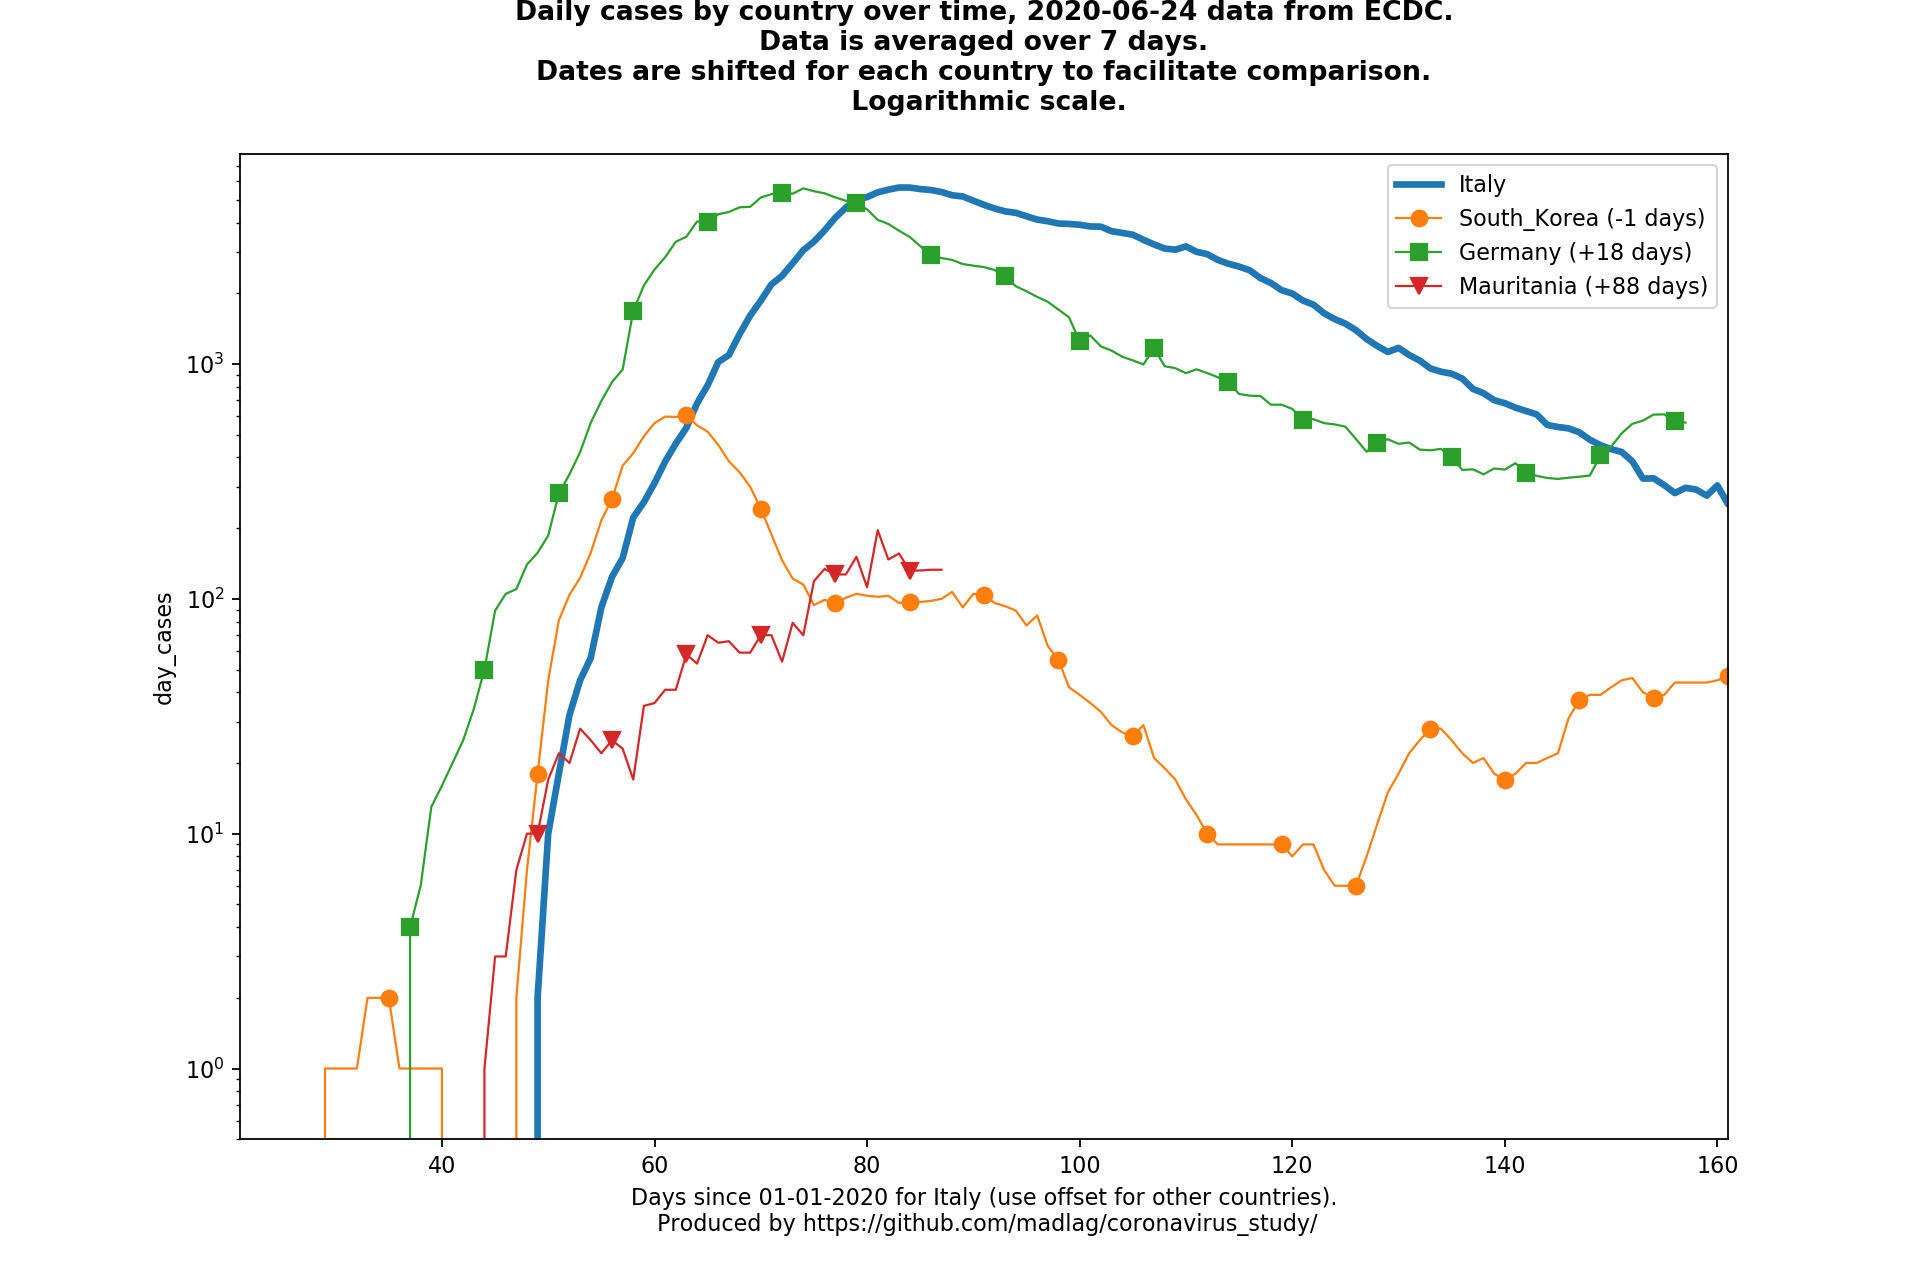 Daily cases by country over time, 2020-06-24 data from ECDC.
Data is averaged over 7 days.
Dates are shifted for each country to facilitate comparison.
Logarithmic scale.
Italy
South_Korea (-1 days)
Germany (+18 days)
Mauritania (+88 days)
day_cases
10³
10²
10¹
10⁰
40 60 80 100 120 140 160
Days since 01-01-2020 for Italy (use offset for other countries).
Produced by https://github.com/madlag/coronavirus_study/